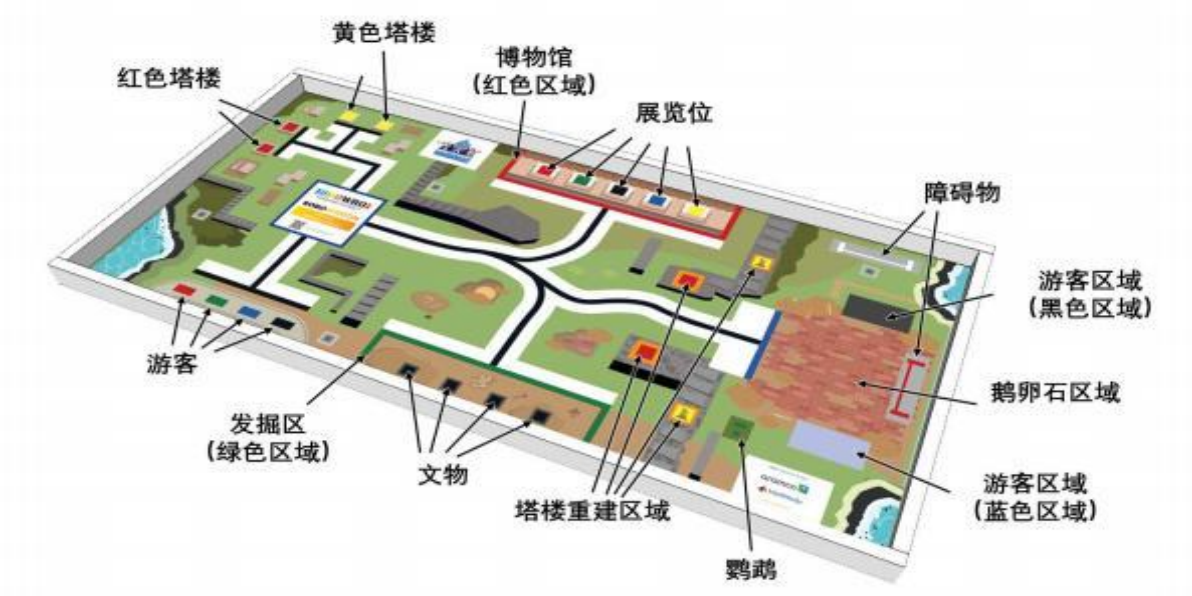 黄色塔楼
红色塔楼
博物馆
(红色区域)
展览位
障碍物
游客区域
(黑色区域)
鹅卵石区域
游客区域
(蓝色区域)
游客
发掘区
(绿色区域)
文物
塔楼重建区域
鹦鹉